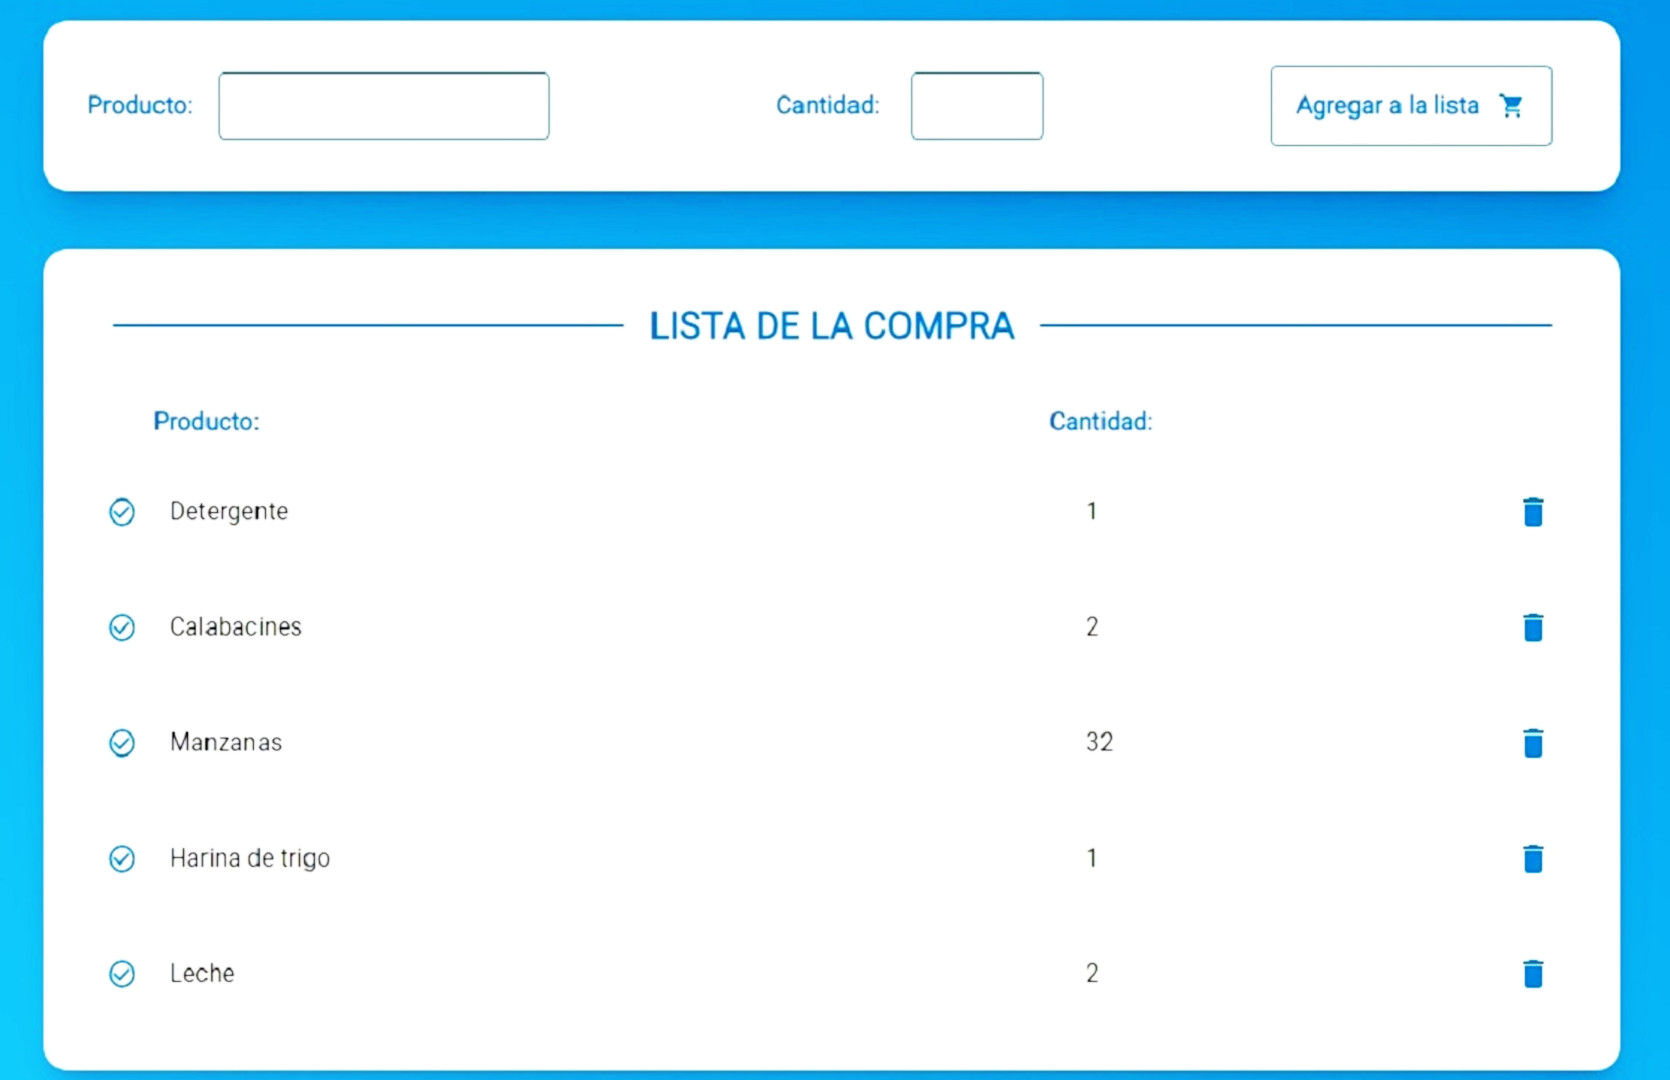 Producto: Cantidad: Agregar a la lista
LISTA DE LA COMPRA
Producto: Cantidad:
Detergente 1
Calabacines 2
Manzanas 32
Harina de trigo 1
Leche 2